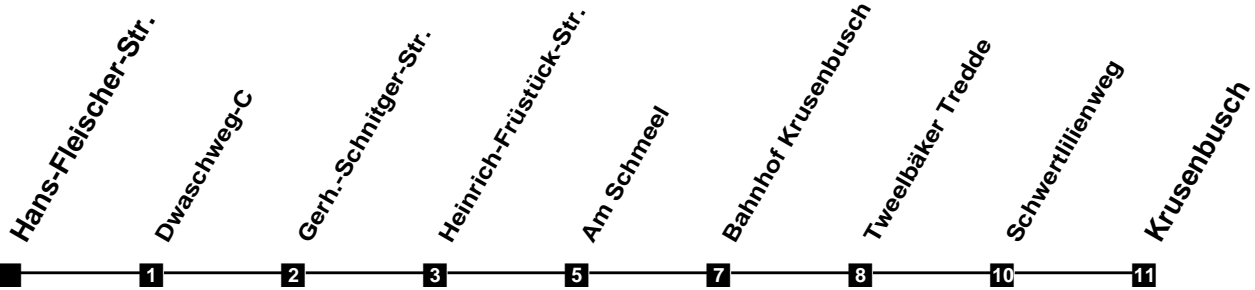 Hans-Fleischer-Str.
Dwaschweg-C
Gerh.-Schnitger-Str.
Heinrich-Früstück-Str.
Am Schmeel
Bahnhof Krusenbusch
Tweelbäker Tredde
Schwertlilienweg
Krusenbusch
1 2 3 5 7 8 10 11